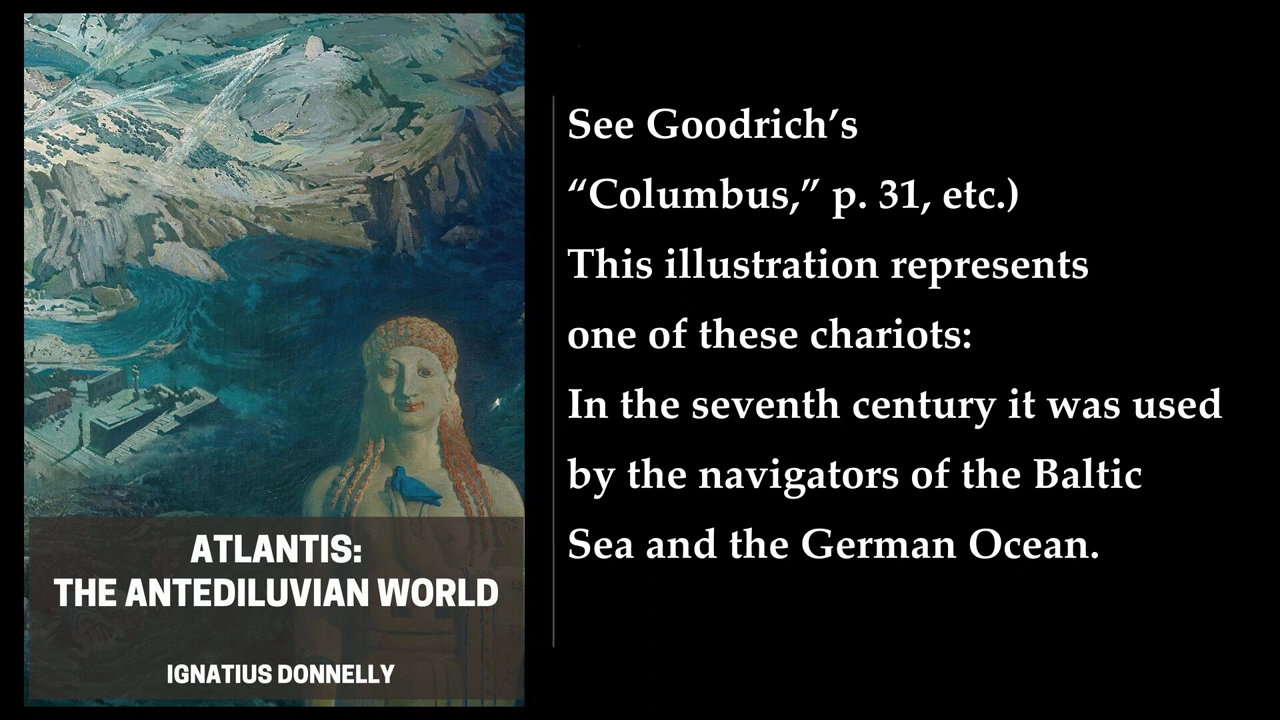 See Goodrich’s
“Columbus,” p. 31, etc.)
This illustration represents
one of these chariots:
In the seventh century it was used
by the navigators of the Baltic
Sea and the German Ocean.
ATLANTIS:
THE ANTEDILUVIAN WORLD
IGNATIUS DONNELLY